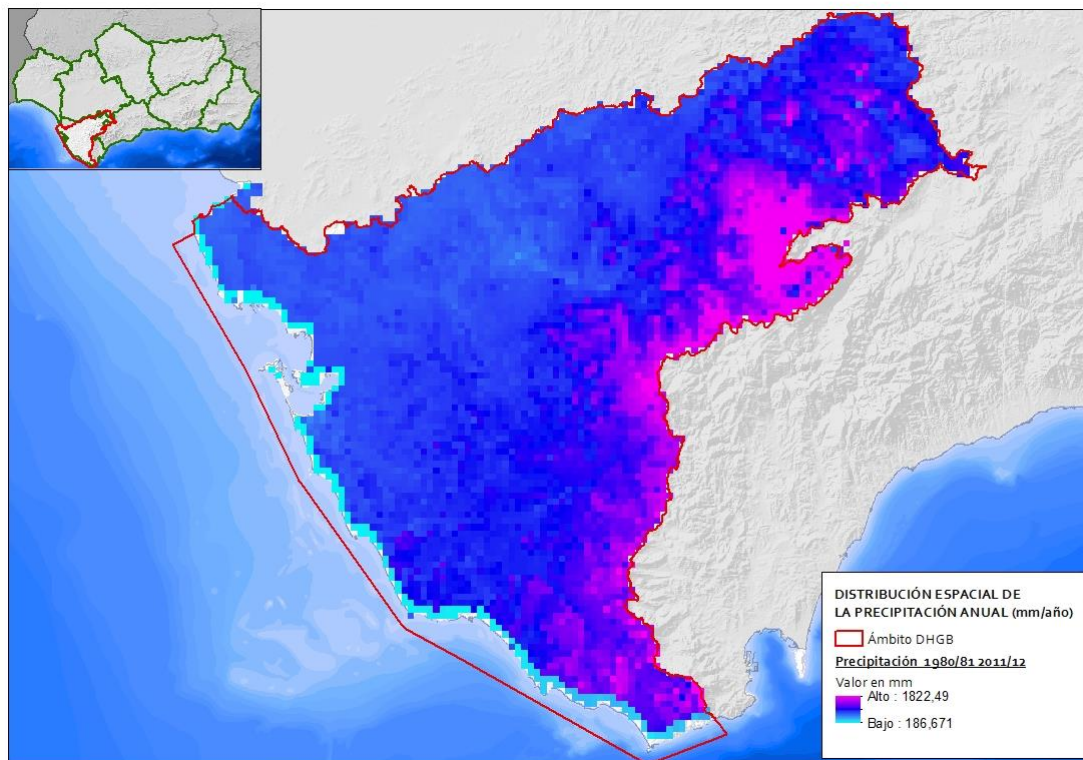 DISTRIBUCIÓN ESPACIAL DE
LA PRECIPITACIÓN ANUAL (mm/año)
Ámbito DHGB
Precipitación 1980/81 2011/12
Valor en mm
Alto : 1822,49
Bajo : 186,671